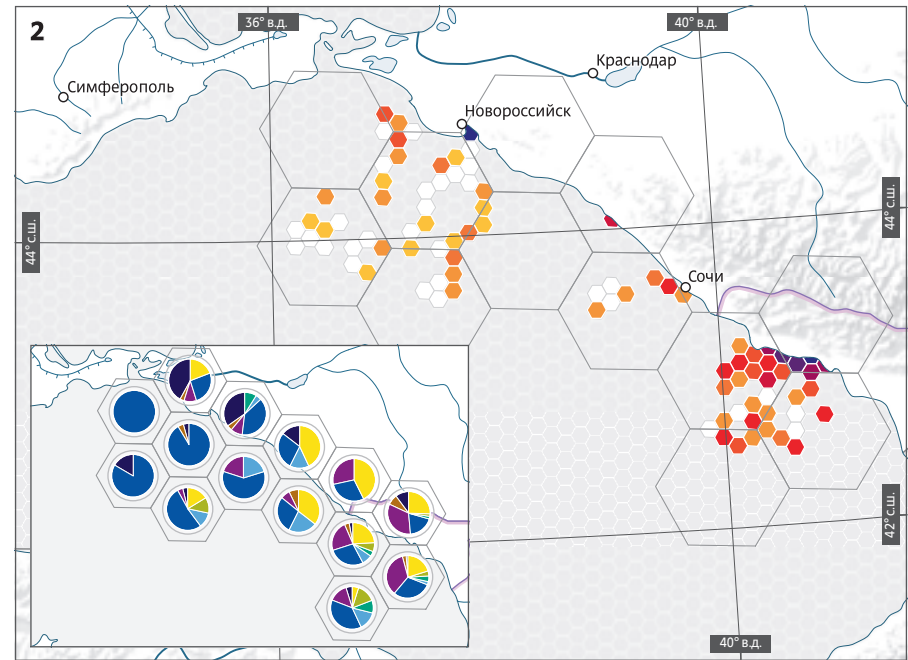 2
36° в.д.
40° в.д.
Краснодар
Симферополь
Новороссийск
44° с.ш.
44° с.ш.
Сочи
42° с.ш.
40° в.д.